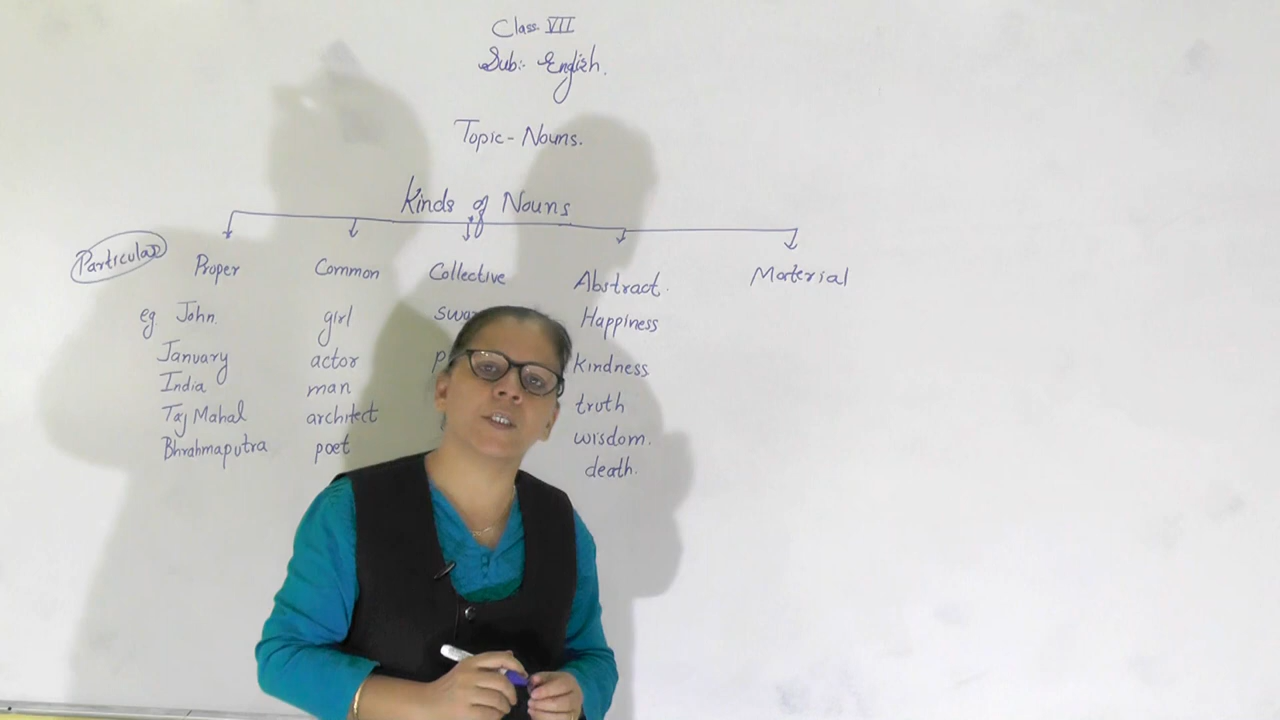 Class. VII
Sub:- English.
Topic - Nouns.
Kinds of Nouns
Particular Proper Common Collective Abstract. Material
eg. John. girl Happiness
January actor kindness
India man
Taj Mahal architect truth
Bhrahmaputra poet wisdom.
death.